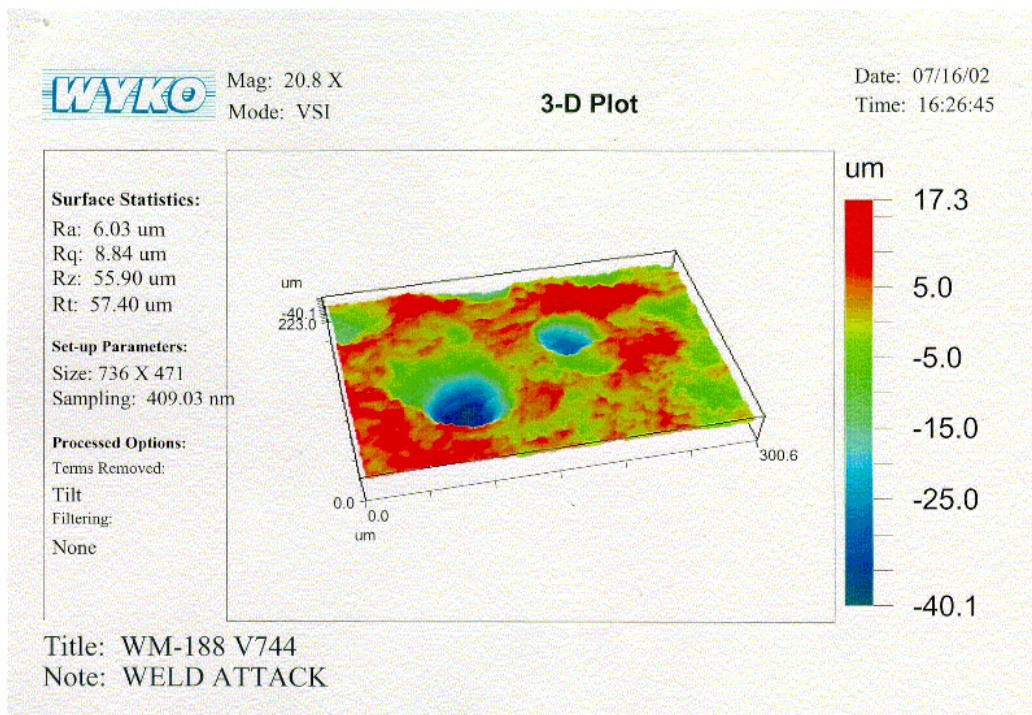 WYKO
Mag: 20.8 X
Mode: VSI
3-D Plot
Date: 07/16/02
Time: 16:26:45
Surface Statistics:
Ra: 6.03 um
Rq: 8.84 um
Rz: 55.90 um
Rt: 57.40 um
Set-up Parameters:
Size: 736 X 471
Sampling: 409.03 nm
Processed Options:
Terms Removed:
Tilt
Filtering:
None
um
-40.1
223.0
0.0
0.0
um
300.6
um
17.3
5.0
-5.0
-15.0
-25.0
-40.1
Title: WM-188 V744
Note: WELD ATTACK